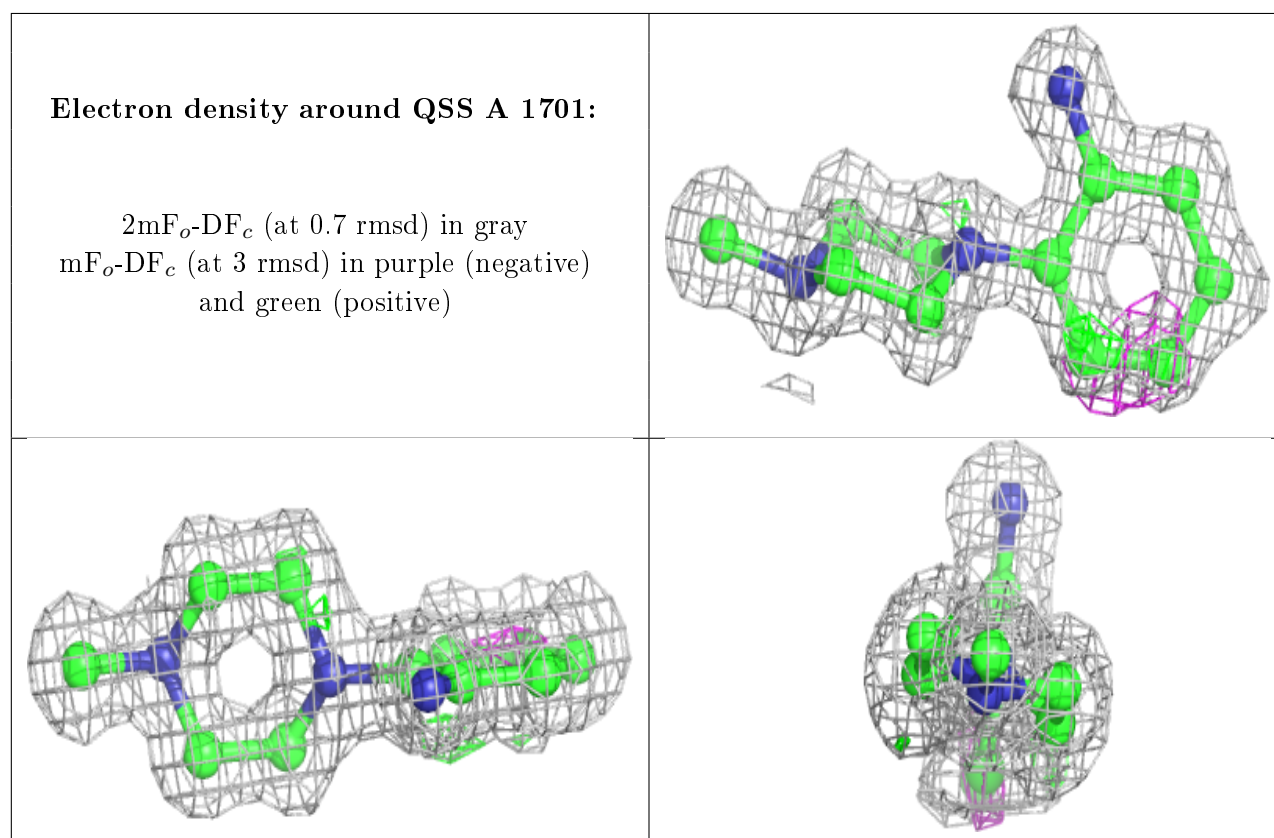 Electron density around QSS A 1701:
2mFo-DFc (at 0.7 rmsd) in gray
mFo-DFc (at 3 rmsd) in purple (negative)
and green (positive)